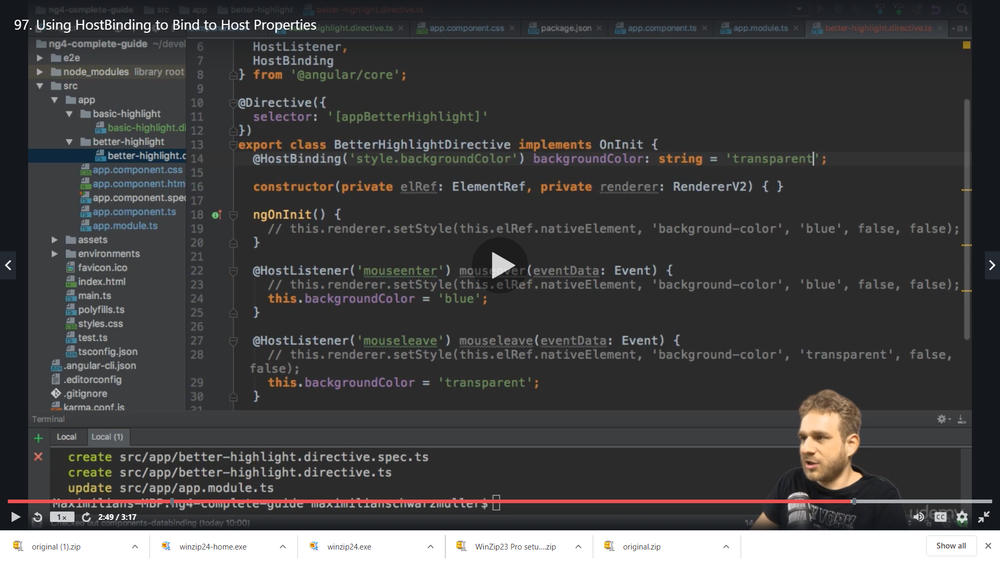 ng4-complete-guide src app better-highlight better-highlight.directive.ts
97. Using HostBinding to Bind to Host Properties
highlight.directive.ts app.component.css package.json app.component.ts app.module.ts better-highlight.directive.ts
ng4-complete-guide ~/devel
e2e
node_modules library root
src
app
basic-highlight
basic-highlight.di
better-highlight
better-highlight.c
app.component.css
app.component.htm
app.component.spec
app.component.ts
app.module.ts
assets
environments
favicon.ico
index.html
main.ts
polyfills.ts
styles.css
test.ts
tsconfig.json
.angular-cli.json
.editorconfig
.gitignore
karma.conf.js
6 HostListener,
7 HostBinding
8 } from '@angular/core';
9
10 @Directive({
11 selector: '[appBetterHighlight]'
12 })
13 export class BetterHighlightDirective implements OnInit {
14 @HostBinding('style.backgroundColor') backgroundColor: string = 'transparent';
15
16 constructor(private elRef: ElementRef, private renderer: RendererV2) { }
17
18 ngOnInit() {
19 // this.renderer.setStyle(this.elRef.nativeElement, 'background-color', 'blue', false, false);
20 }
21
22 @HostListener('mouseenter') mouseover(eventData: Event) {
23 // this.renderer.setStyle(this.elRef.nativeElement, 'background-color', 'blue', false, false);
24 this.backgroundColor = 'blue';
25 }
26
27 @HostListener('mouseleave') mouseleave(eventData: Event) {
28 // this.renderer.setStyle(this.elRef.nativeElement, 'background-color', 'transparent', false,
false);
29 this.backgroundColor = 'transparent';
30 }
31
Terminal
Local Local (1)
create src/app/better-highlight.directive.spec.ts
create src/app/better-highlight.directive.ts
update src/app/app.module.ts
Maximilians-MBP:ng4-complete-guide maximilianschwarzmuller$
1x 2:49 / 3:17 CC
Checked out components-databinding (today 10:00)
udemy
YORK
original (1).zip winzip24-home.exe winzip24.exe WinZip23 Pro setu....zip original.zip Show all